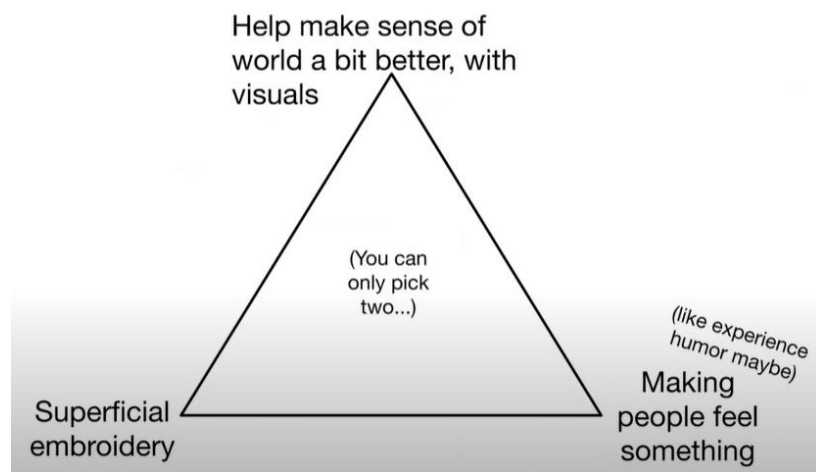 Help make sense of
world a bit better, with
visuals
(You can
only pick
two...)
(like experience
humor maybe)
Superficial
embroidery
Making
people feel
something